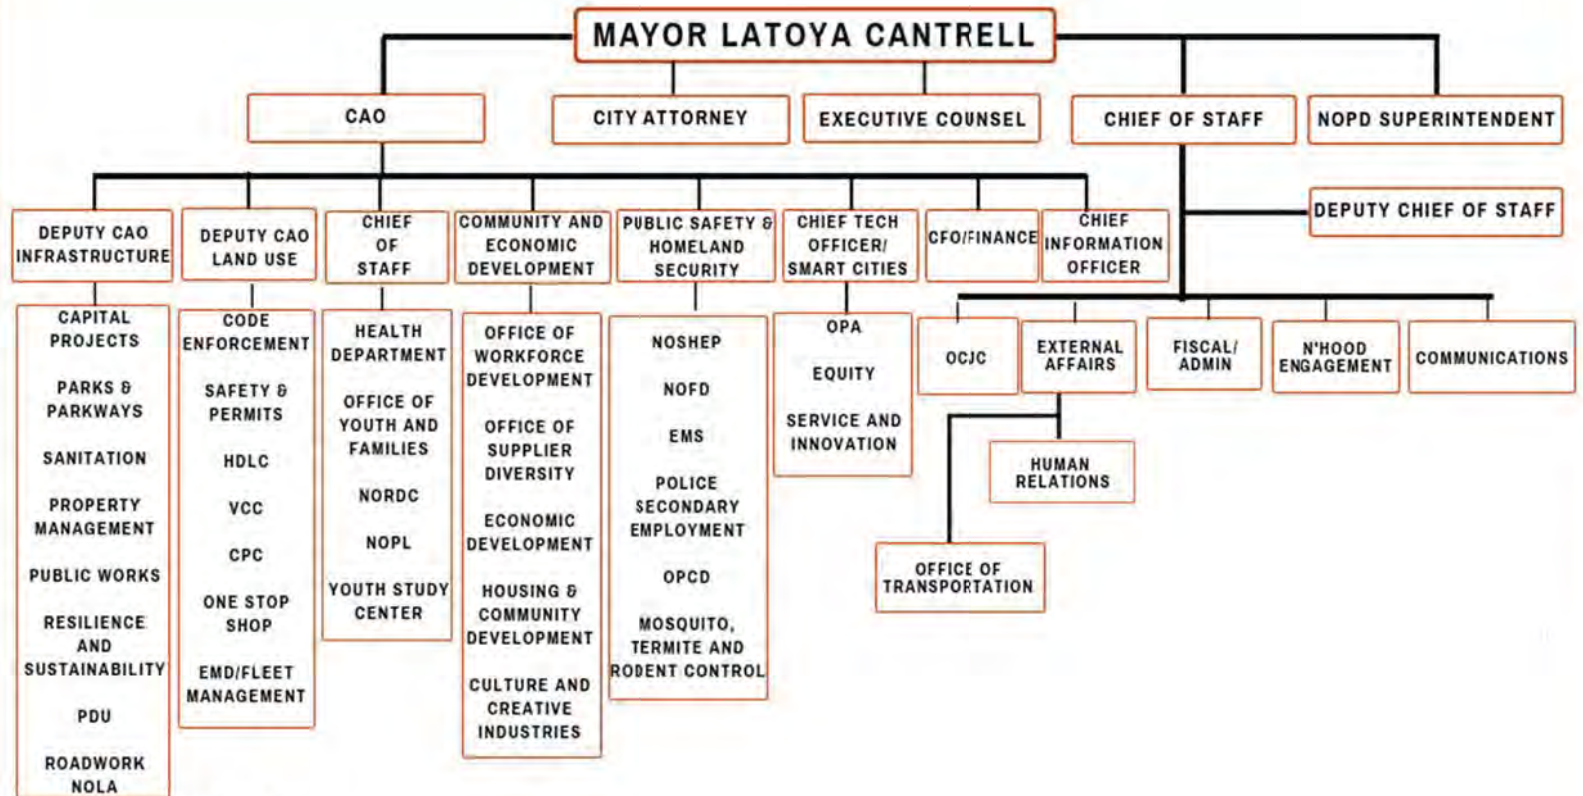 MAYOR LATOYA CANTRELL
CAO
CITY ATTORNEY
EXECUTIVE COUNSEL
CHIEF OF STAFF
NOPD SUPERINTENDENT
DEPUTY CHIEF OF STAFF
DEPUTY CAO
INFRASTRUCTURE
DEPUTY CAO
LAND USE
CHIEF
OF
STAFF
COMMUNITY AND
ECONOMIC
DEVELOPMENT
PUBLIC SAFETY &
HOMELAND
SECURITY
CHIEF TECH
OFFICER/
SMART CITIES
CFO/FINANCE
CHIEF
INFORMATION
OFFICER
CAPITAL
PROJECTS
PARKS &
PARKWAYS
SANITATION
PROPERTY
MANAGEMENT
PUBLIC WORKS
RESILIENCE
AND
SUSTAINABILITY
PDU
ROADWORK
NOLA
CODE
ENFORCEMENT
SAFETY &
PERMITS
HDLC
VCC
CPC
ONE STOP
SHOP
EMD/FLEET
MANAGEMENT
HEALTH
DEPARTMENT
OFFICE OF
YOUTH AND
FAMILIES
NORDC
NOPL
YOUTH STUDY
CENTER
OFFICE OF
WORKFORCE
DEVELOPMENT
OFFICE OF
SUPPLIER
DIVERSITY
ECONOMIC
DEVELOPMENT
HOUSING &
COMMUNITY
DEVELOPMENT
CULTURE AND
CREATIVE
INDUSTRIES
NOSHEP
NOFD
EMS
POLICE
SECONDARY
EMPLOYMENT
OPCD
MOSQUITO,
TERMITE AND
RODENT CONTROL
OPA
EQUITY
SERVICE AND
INNOVATION
OCJC
EXTERNAL
AFFAIRS
FISCAL/
ADMIN
N'HOOD
ENGAGEMENT
COMMUNICATIONS
HUMAN
RELATIONS
OFFICE OF
TRANSPORTATION